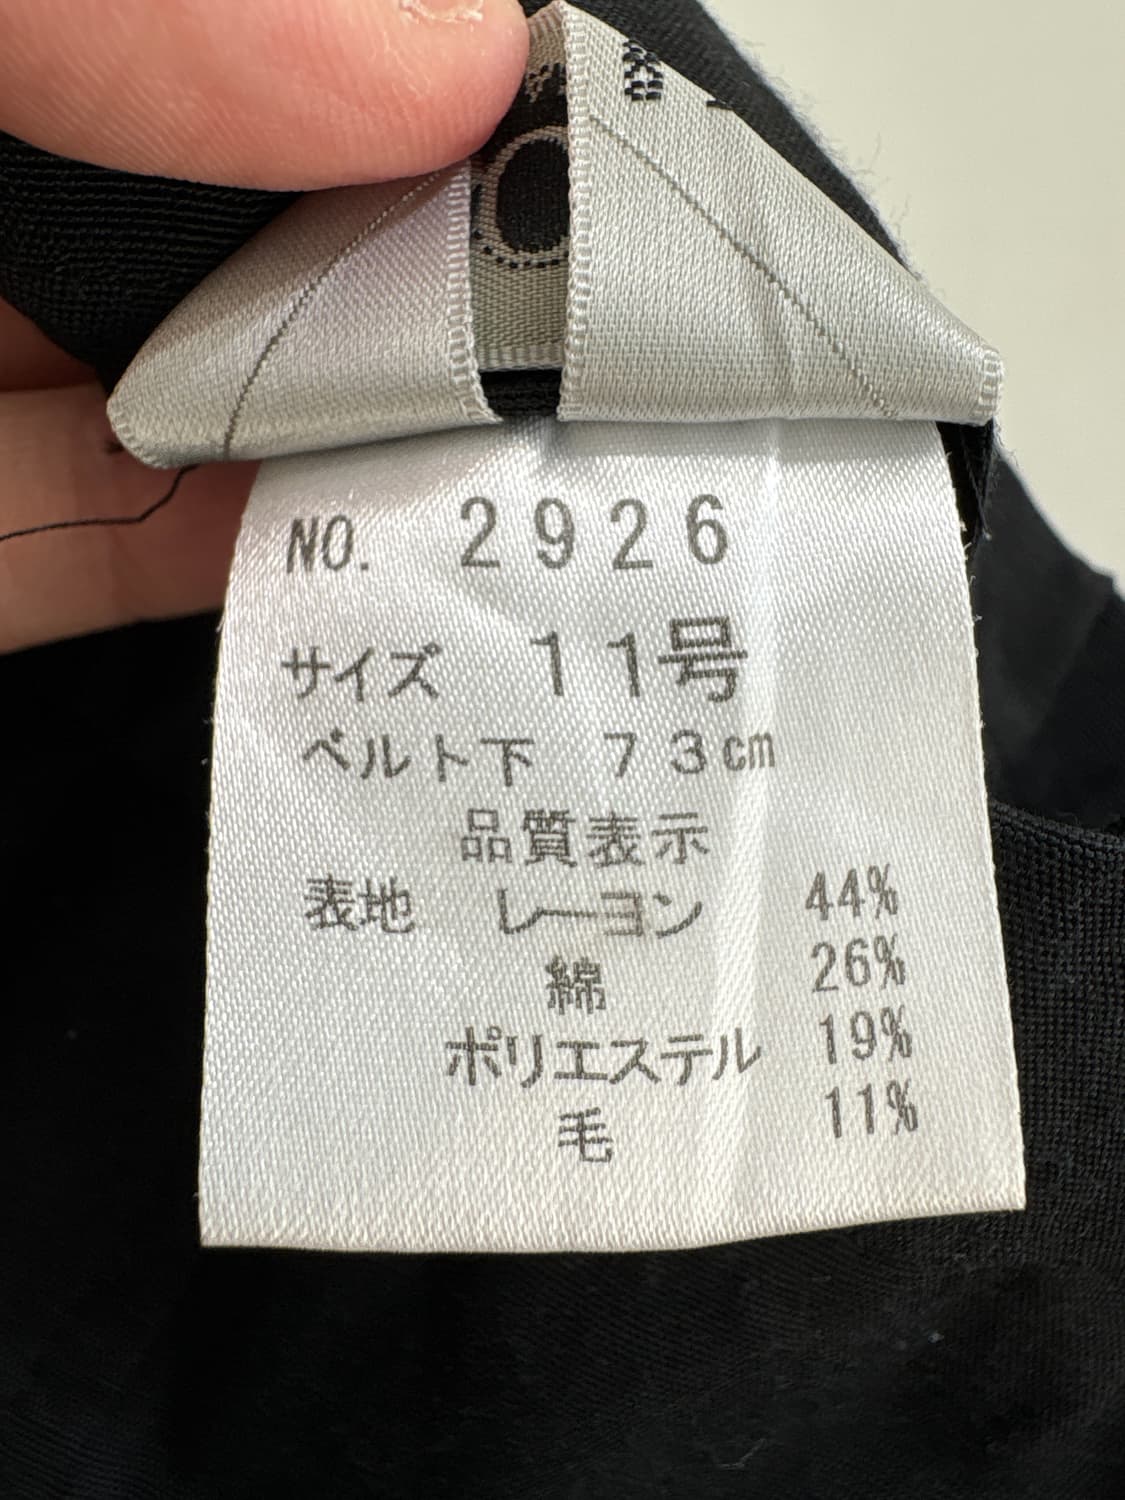 NO. 2926
サイズ 11号
ベルト下 73cm
品質表示
表地 レーヨン 44%
綿 26%
ポリエステル 19%
毛 11%